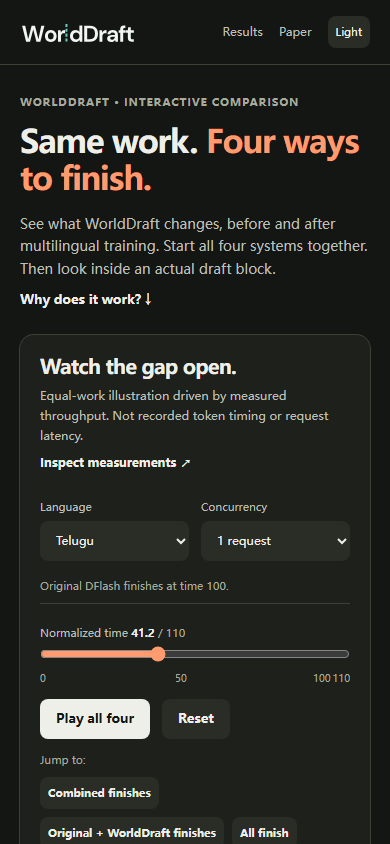 WorldDraft
Results Paper Light
WORLDDRAFT • INTERACTIVE COMPARISON
Same work. Four ways
to finish.
See what WorldDraft changes, before and after
multilingual training. Start all four systems together.
Then look inside an actual draft block.
Why does it work? ↓
Watch the gap open.
Equal-work illustration driven by measured
throughput. Not recorded token timing or request
latency.
Inspect measurements ↗
Language Concurrency
Telugu 1 request
Original DFlash finishes at time 100.
Normalized time 41.2 / 110
0 50 100 110
Play all four Reset
Jump to:
Combined finishes
Original + WorldDraft finishes All finish